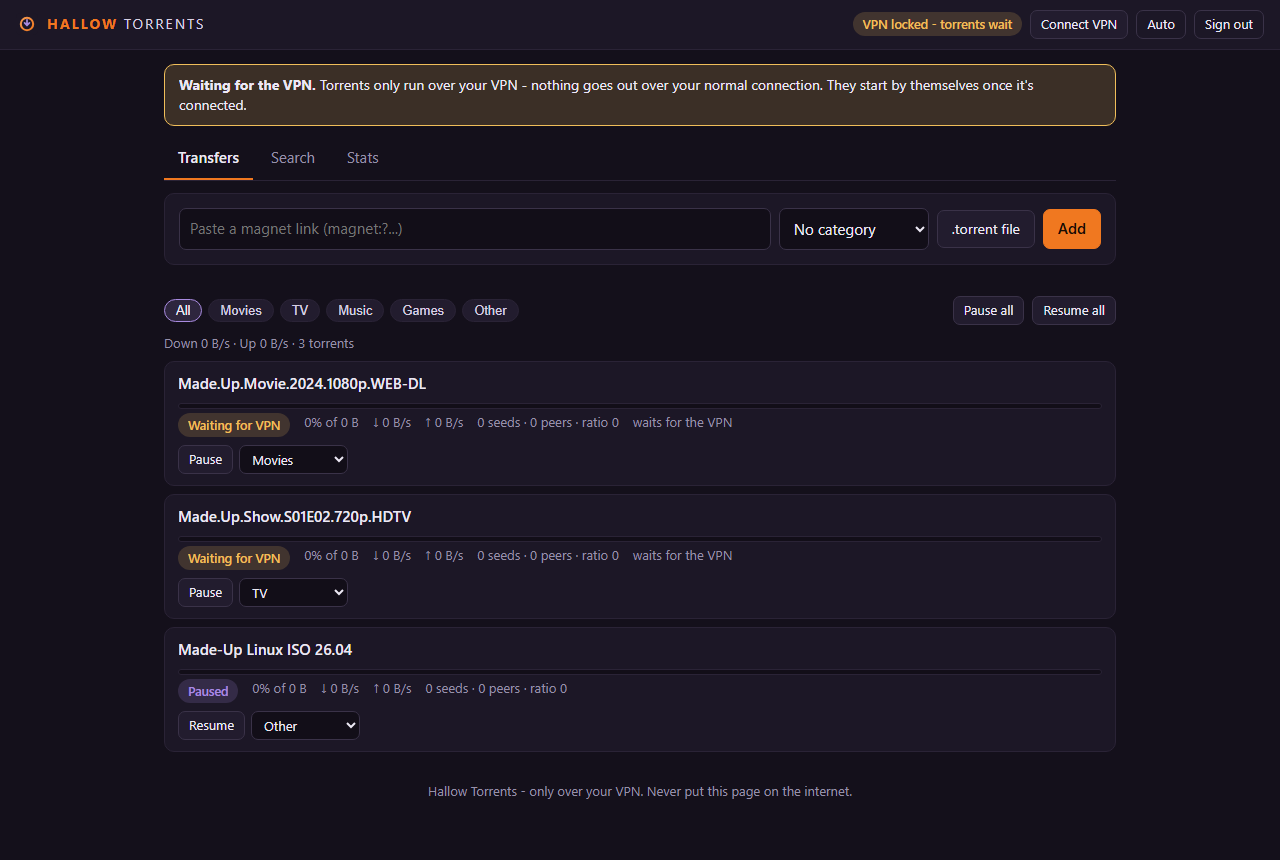 HALLOW TORRENTS
VPN locked - torrents wait
Connect VPN
Auto
Sign out
Waiting for the VPN. Torrents only run over your VPN - nothing goes out over your normal connection. They start by themselves once it's
connected.
Transfers
Search
Stats
Paste a magnet link (magnet:?...)
No category
.torrent file
Add
All
Movies
TV
Music
Games
Other
Pause all
Resume all
Down 0 B/s · Up 0 B/s · 3 torrents
Made.Up.Movie.2024.1080p.WEB-DL
Waiting for VPN 0% of 0 B ↓ 0 B/s ↑ 0 B/s 0 seeds · 0 peers · ratio 0 waits for the VPN
Pause
Movies
Made.Up.Show.S01E02.720p.HDTV
Waiting for VPN 0% of 0 B ↓ 0 B/s ↑ 0 B/s 0 seeds · 0 peers · ratio 0 waits for the VPN
Pause
TV
Made-Up Linux ISO 26.04
Paused 0% of 0 B ↓ 0 B/s ↑ 0 B/s 0 seeds · 0 peers · ratio 0
Resume
Other
Hallow Torrents - only over your VPN. Never put this page on the internet.